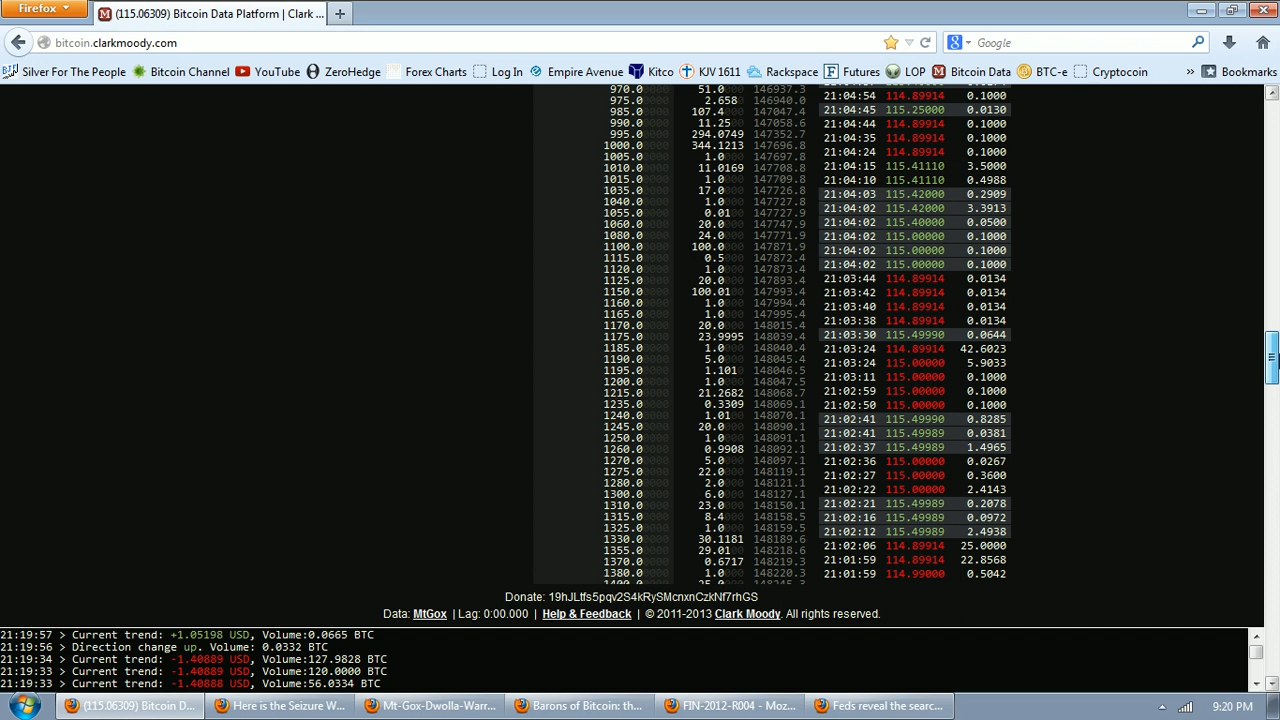 Firefox
(115.06309) Bitcoin Data Platform | Clark ...
bitcoin.clarkmoody.com
Google
Silver For The People Bitcoin Channel YouTube ZeroHedge Forex Charts Log In Empire Avenue Kitco KJV 1611 Rackspace Futures LOP Bitcoin Data BTC-e Cryptocoin » Bookmarks
970.0 51.0 146937.3
975.0 2.658 146940.0
985.0 107.4 147047.4
990.0 11.25 147058.6
995.0 294.0749 147352.7
1000.0 344.1213 147696.8
1005.0 1.0 147697.8
1010.0 11.0169 147708.8
1015.0 1.0 147709.8
1035.0 17.0 147726.8
1040.0 1.0 147727.8
1055.0 0.01 147727.9
1060.0 20.0 147747.9
1080.0 24.0 147771.9
1100.0 100.0 147871.9
1115.0 0.5 147872.4
1120.0 1.0 147873.4
1125.0 20.0 147893.4
1150.0 100.01 147993.4
1160.0 1.0 147994.4
1165.0 1.0 147995.4
1170.0 20.0 148015.4
1175.0 23.9995 148039.4
1185.0 1.0 148040.4
1190.0 5.0 148045.4
1195.0 1.101 148046.5
1200.0 1.0 148047.5
1215.0 21.2682 148068.7
1235.0 0.3309 148069.1
1240.0 1.01 148070.1
1245.0 20.0 148090.1
1250.0 1.0 148091.1
1260.0 0.9908 148092.1
1270.0 5.0 148097.1
1275.0 22.0 148119.1
1280.0 2.0 148121.1
1300.0 6.0 148127.1
1310.0 23.0 148150.1
1315.0 8.4 148158.5
1325.0 1.0 148159.5
1330.0 30.1181 148189.6
1355.0 29.01 148218.6
1370.0 0.6717 148219.3
1380.0 1.0 148220.3
1400.0 25.0 148245.3
21:04:54 114.89914 0.1000
21:04:45 115.25000 0.0130
21:04:44 114.89914 0.1000
21:04:35 114.89914 0.1000
21:04:24 114.89914 0.1000
21:04:15 115.41110 3.5000
21:04:10 115.41110 0.4988
21:04:03 115.42000 0.2909
21:04:02 115.42000 3.3913
21:04:02 115.40000 0.0500
21:04:02 115.00000 0.1000
21:04:02 115.00000 0.1000
21:04:02 115.00000 0.1000
21:03:44 114.89914 0.0134
21:03:42 114.89914 0.0134
21:03:40 114.89914 0.0134
21:03:38 114.89914 0.0134
21:03:30 115.49990 0.0644
21:03:24 114.89914 42.6023
21:03:24 115.00000 5.9033
21:03:11 115.00000 0.1000
21:02:59 115.00000 0.1000
21:02:50 115.00000 0.1000
21:02:41 115.49990 0.8285
21:02:41 115.49989 0.0381
21:02:37 115.49989 1.4965
21:02:36 115.00000 0.0267
21:02:27 115.00000 0.3600
21:02:22 115.00000 2.4143
21:02:21 115.49989 0.2078
21:02:16 115.49989 0.0972
21:02:12 115.49989 2.4938
21:02:06 114.89914 25.0000
21:01:59 114.89914 22.8568
21:01:59 114.99000 0.5042
Donate: 19hJLtfs5pqv2S4kRySMcnxnCzkNf7rhGS
Data: MtGox | Lag: 0:00.000 | Help & Feedback | © 2011-2013 Clark Moody. All rights reserved.
21:19:57 > Current trend: +1.05198 USD, Volume:0.0665 BTC
21:19:56 > Direction change up. Volume: 0.0332 BTC
21:19:34 > Current trend: -1.40889 USD, Volume:127.9828 BTC
21:19:33 > Current trend: -1.40889 USD, Volume:120.0000 BTC
21:19:33 > Current trend: -1.40888 USD, Volume:56.0334 BTC
(115.06309) Bitcoin D... Here is the Seizure W... Mt-Gox-Dwolla-Warr... Barons of Bitcoin: th... FIN-2012-R004 - Moz... Feds reveal the searc... 9:20 PM